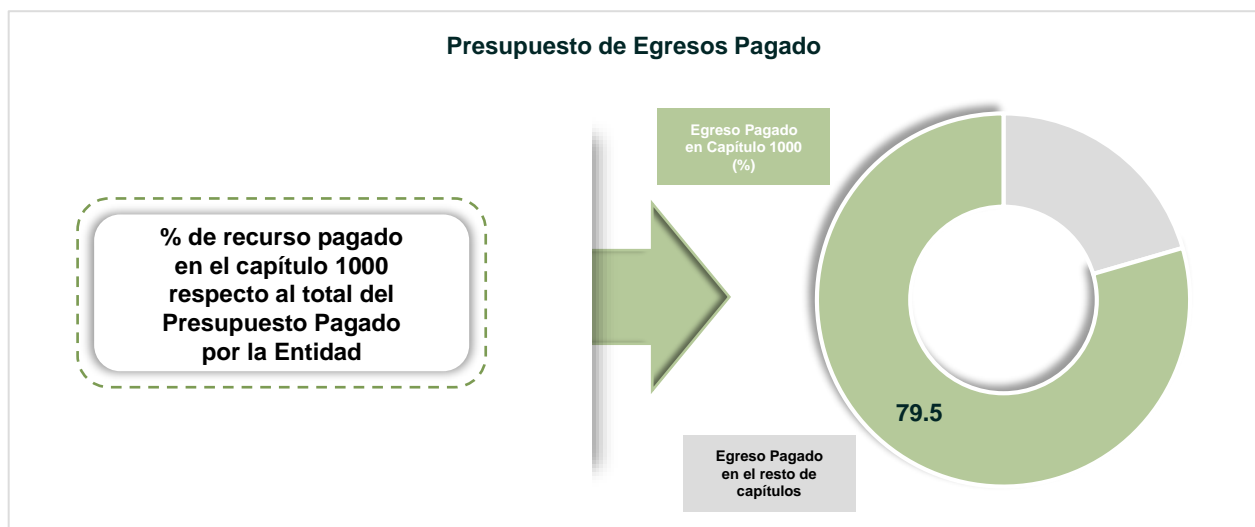 Presupuesto de Egresos Pagado
Egreso Pagado
en Capítulo 1000
(%)
% de recurso pagado
en el capítulo 1000
respecto al total del
Presupuesto Pagado
por la Entidad
79.5
Egreso Pagado
en el resto de
capítulos